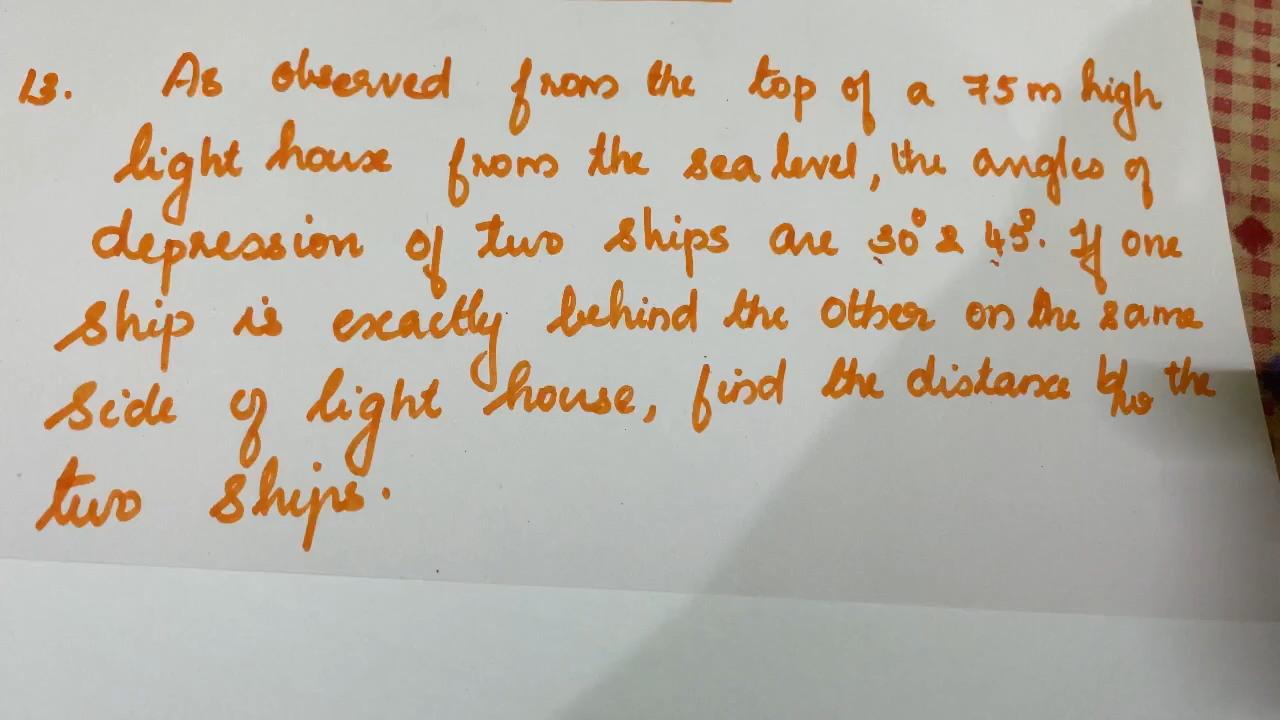 13. As observed from the top of a 75m high
light house from the sea level, the angles of
depression of two ships are 30° & 45°. If one
ship is exactly behind the other on the same
side of light house, find the distance b/w the
two ships.